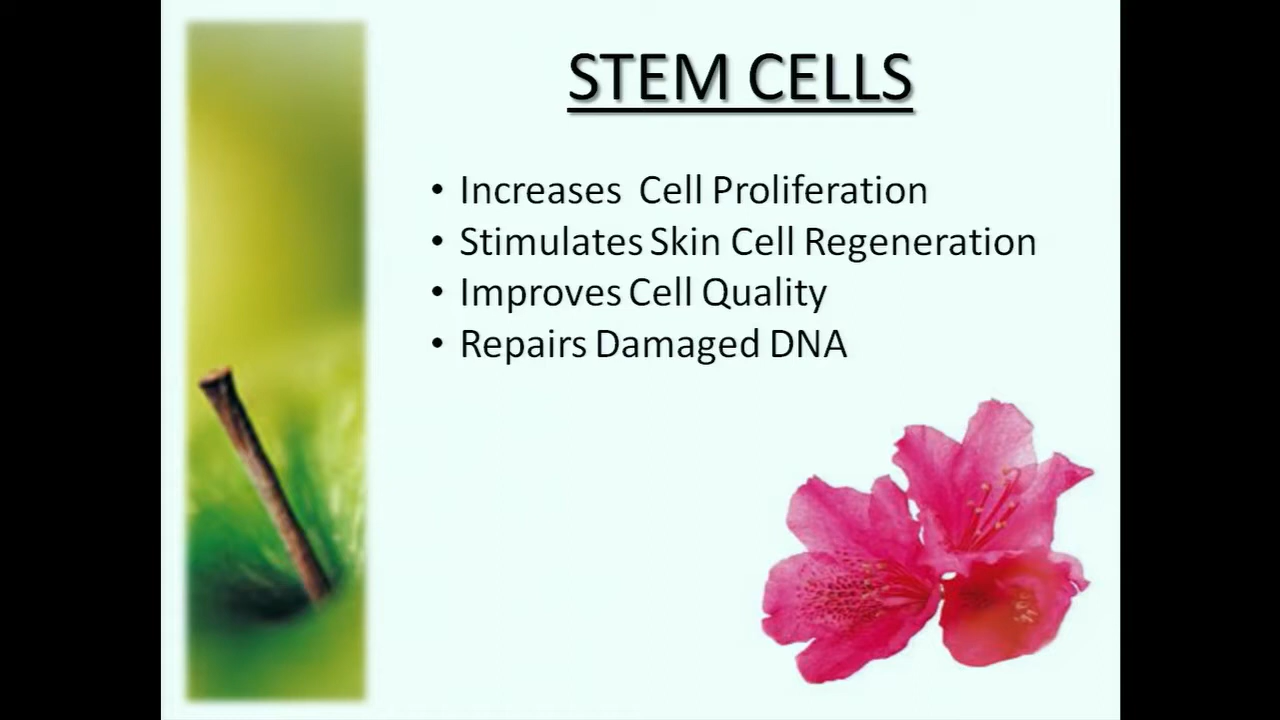 STEM CELLS
• Increases  Cell Proliferation
• Stimulates Skin Cell Regeneration
• Improves Cell Quality
• Repairs Damaged DNA